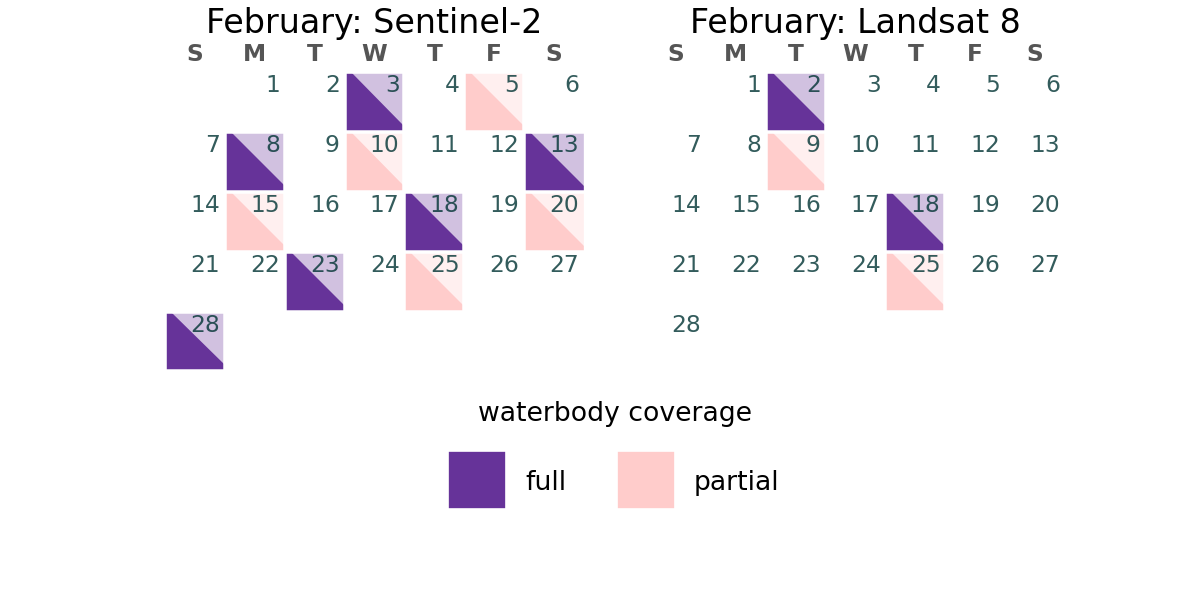 February: Sentinel-2
S M T W T F S
1 2 3 4 5 6
7 8 9 10 11 12 13
14 15 16 17 18 19 20
21 22 23 24 25 26 27
28
February: Landsat 8
S M T W T F S
1 2 3 4 5 6
7 8 9 10 11 12 13
14 15 16 17 18 19 20
21 22 23 24 25 26 27
28
waterbody coverage
full
partial